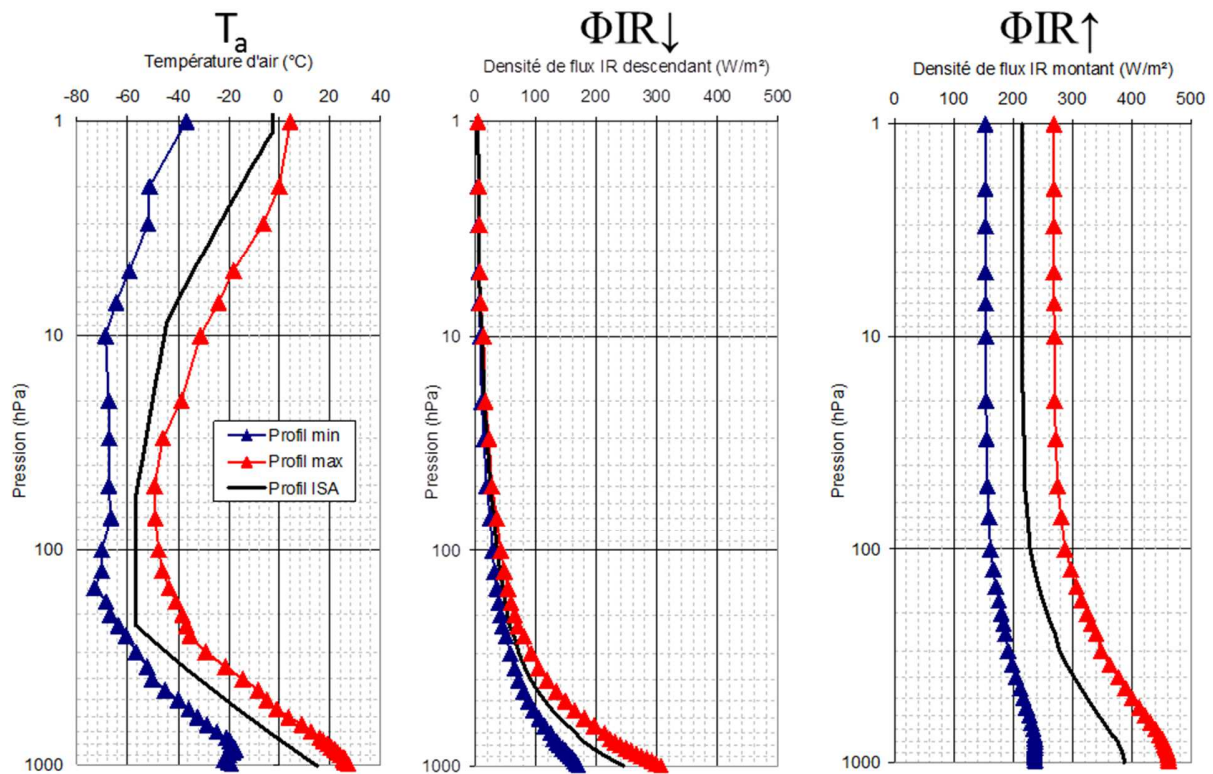 Tₐ
Température d'air (°C)
-80 -60 -40 -20 0 20 40
1
10
100
1000
Pression (hPa)
Profil min
Profil max
Profil ISA
ΦIR↓
Densité de flux IR descendant (W/m²)
0 100 200 300 400 500
1
10
100
1000
Pression (hPa)
ΦIR↑
Densité de flux IR montant (W/m²)
0 100 200 300 400 500
1
10
100
1000
Pression (hPa)